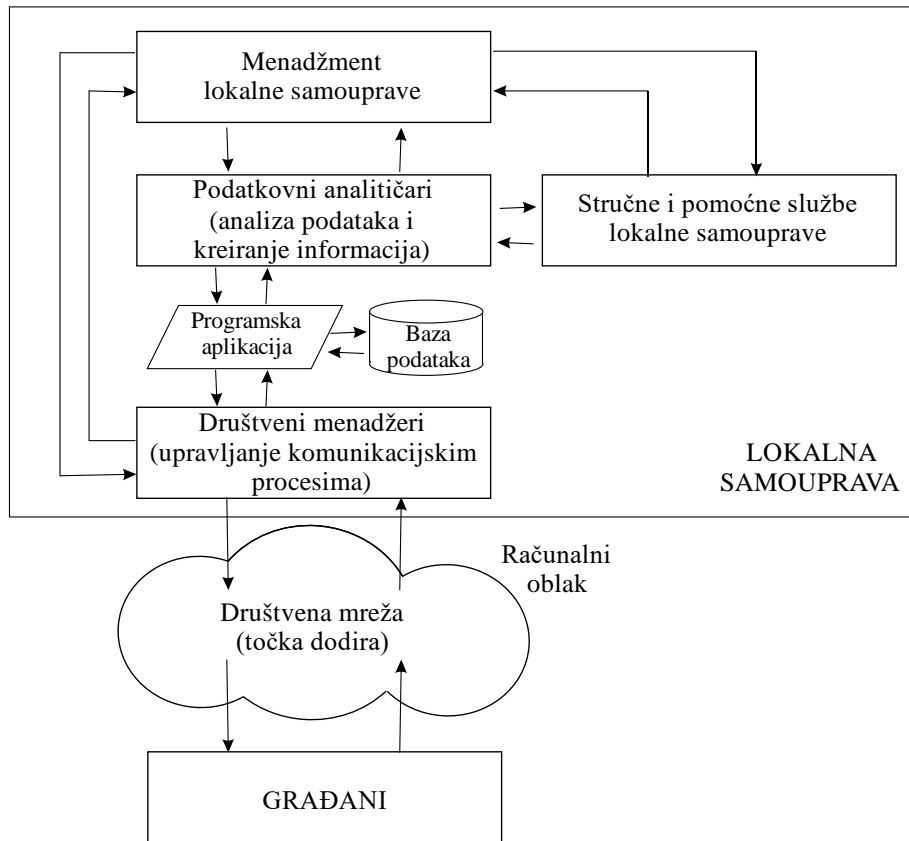 Menadžment
lokalne samouprave
Podatkovni analitičari
(analiza podataka i
kreiranje informacija)
Stručne i pomoćne službe
lokalne samouprave
Programska
aplikacija
Baza
podataka
Društveni menadžeri
(upravljanje komunikacijskim
procesima)
LOKALNA
SAMOUPRAVA
Računalni
oblak
Društvena mreža
(točka dodira)
GRAĐANI